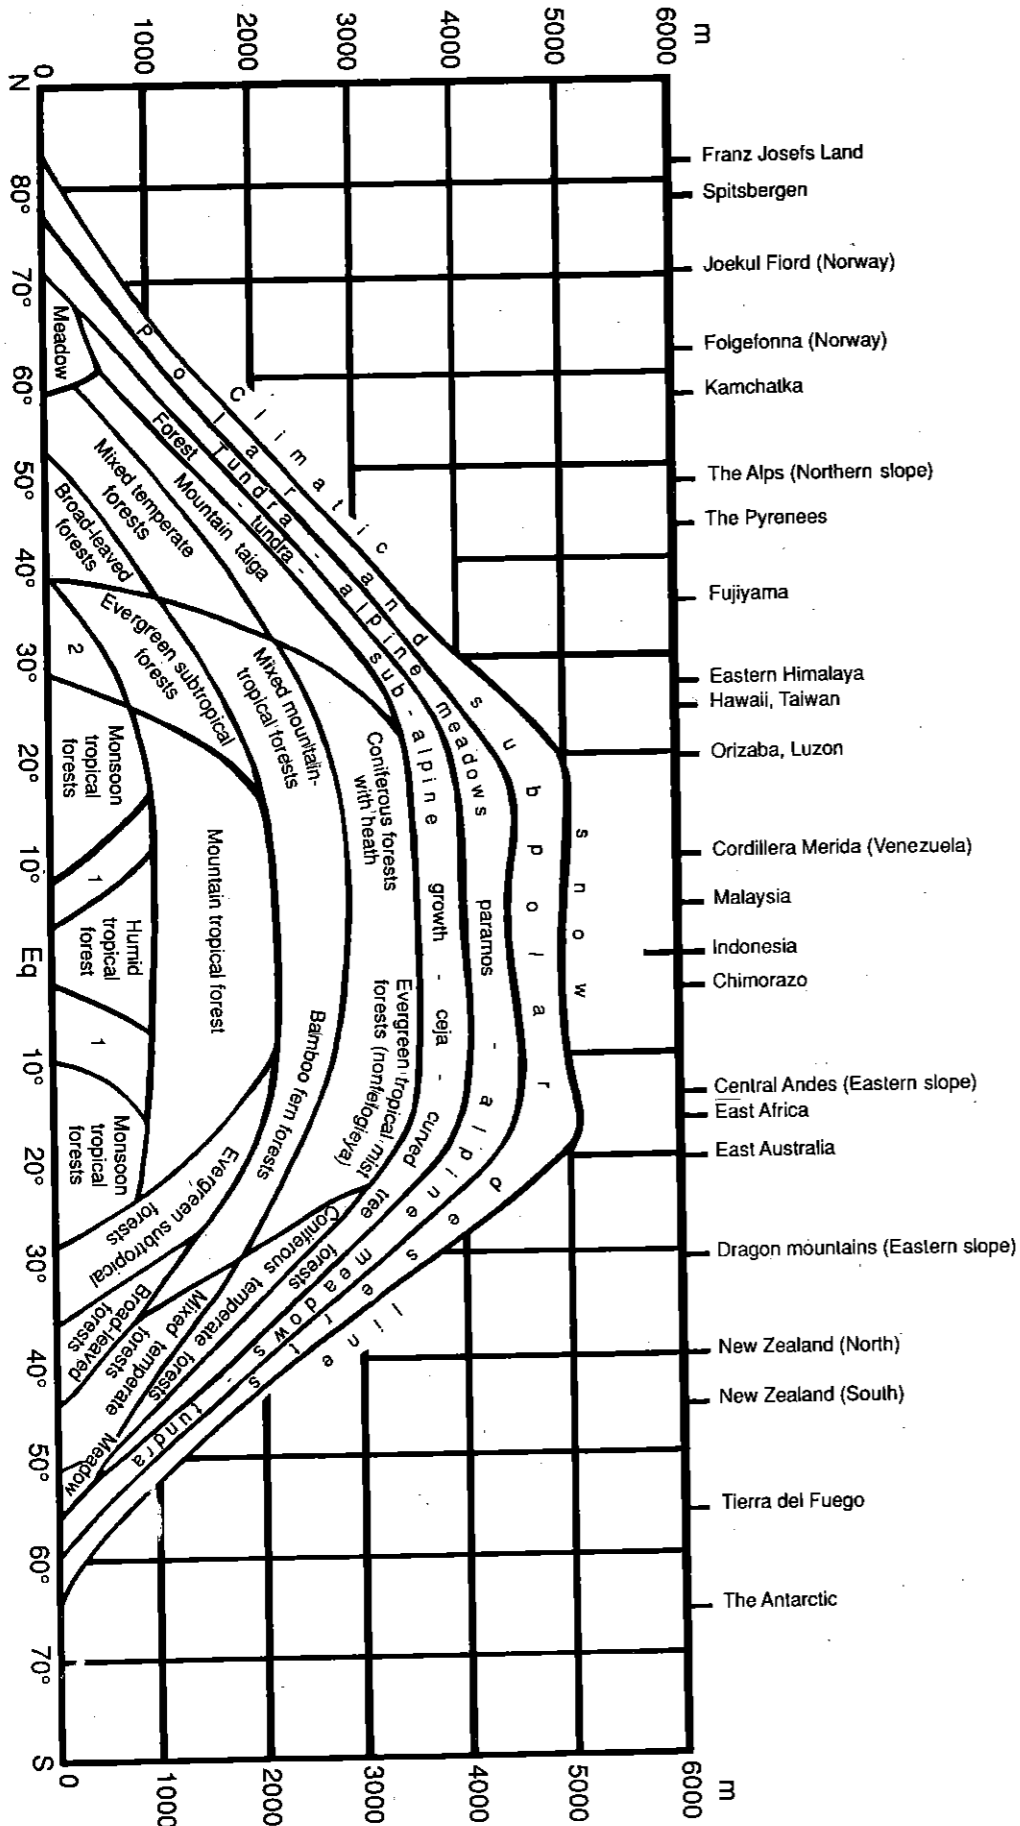 m
6000
5000
4000
3000
2000
1000
0
N
80°
70°
60°
50°
40°
30°
20°
10°
Eq
10°
20°
30°
40°
50°
60°
70°
S
0
1000
2000
3000
4000
5000
6000
m
Franz Josefs Land
Spitsbergen
Joekul Fiord (Norway)
Folgefonna (Norway)
Kamchatka
The Alps (Northern slope)
The Pyrenees
Fujiyama
Eastern Himalaya
Hawaii, Taiwan
Orizaba, Luzon
Cordillera Merida (Venezuela)
Malaysia
Indonesia
Chimorazo
Central Andes (Eastern slope)
East Africa
East Australia
Dragon mountains (Eastern slope)
New Zealand (North)
New Zealand (South)
Tierra del Fuego
The Antarctic
Climatic snow line
Polar and subpolar deserts
Tundra - alpine meadows paramos - alpine meadows - tundra
Forest - tundra - sub - alpine growth - ceja - curved tree forests
Meadow
Mountain taiga
Mixed temperate
forests
Broad-leaved
forests
Evergreen subtropical
forests
Mixed mountain-
tropical forests
Coniferous forests
with heath
2
Monsoon
tropical
forests
1
Humid
tropical
forest
1
Monsoon
tropical
forests
Mountain tropical forest
Bamboo fern forests
Evergreen tropical mist
forests (nonfelogieya)
Evergreen subtropical
forests
Coniferous temperate forests
Mixed temperate
forests
Broad-leaved
forests
Meadow